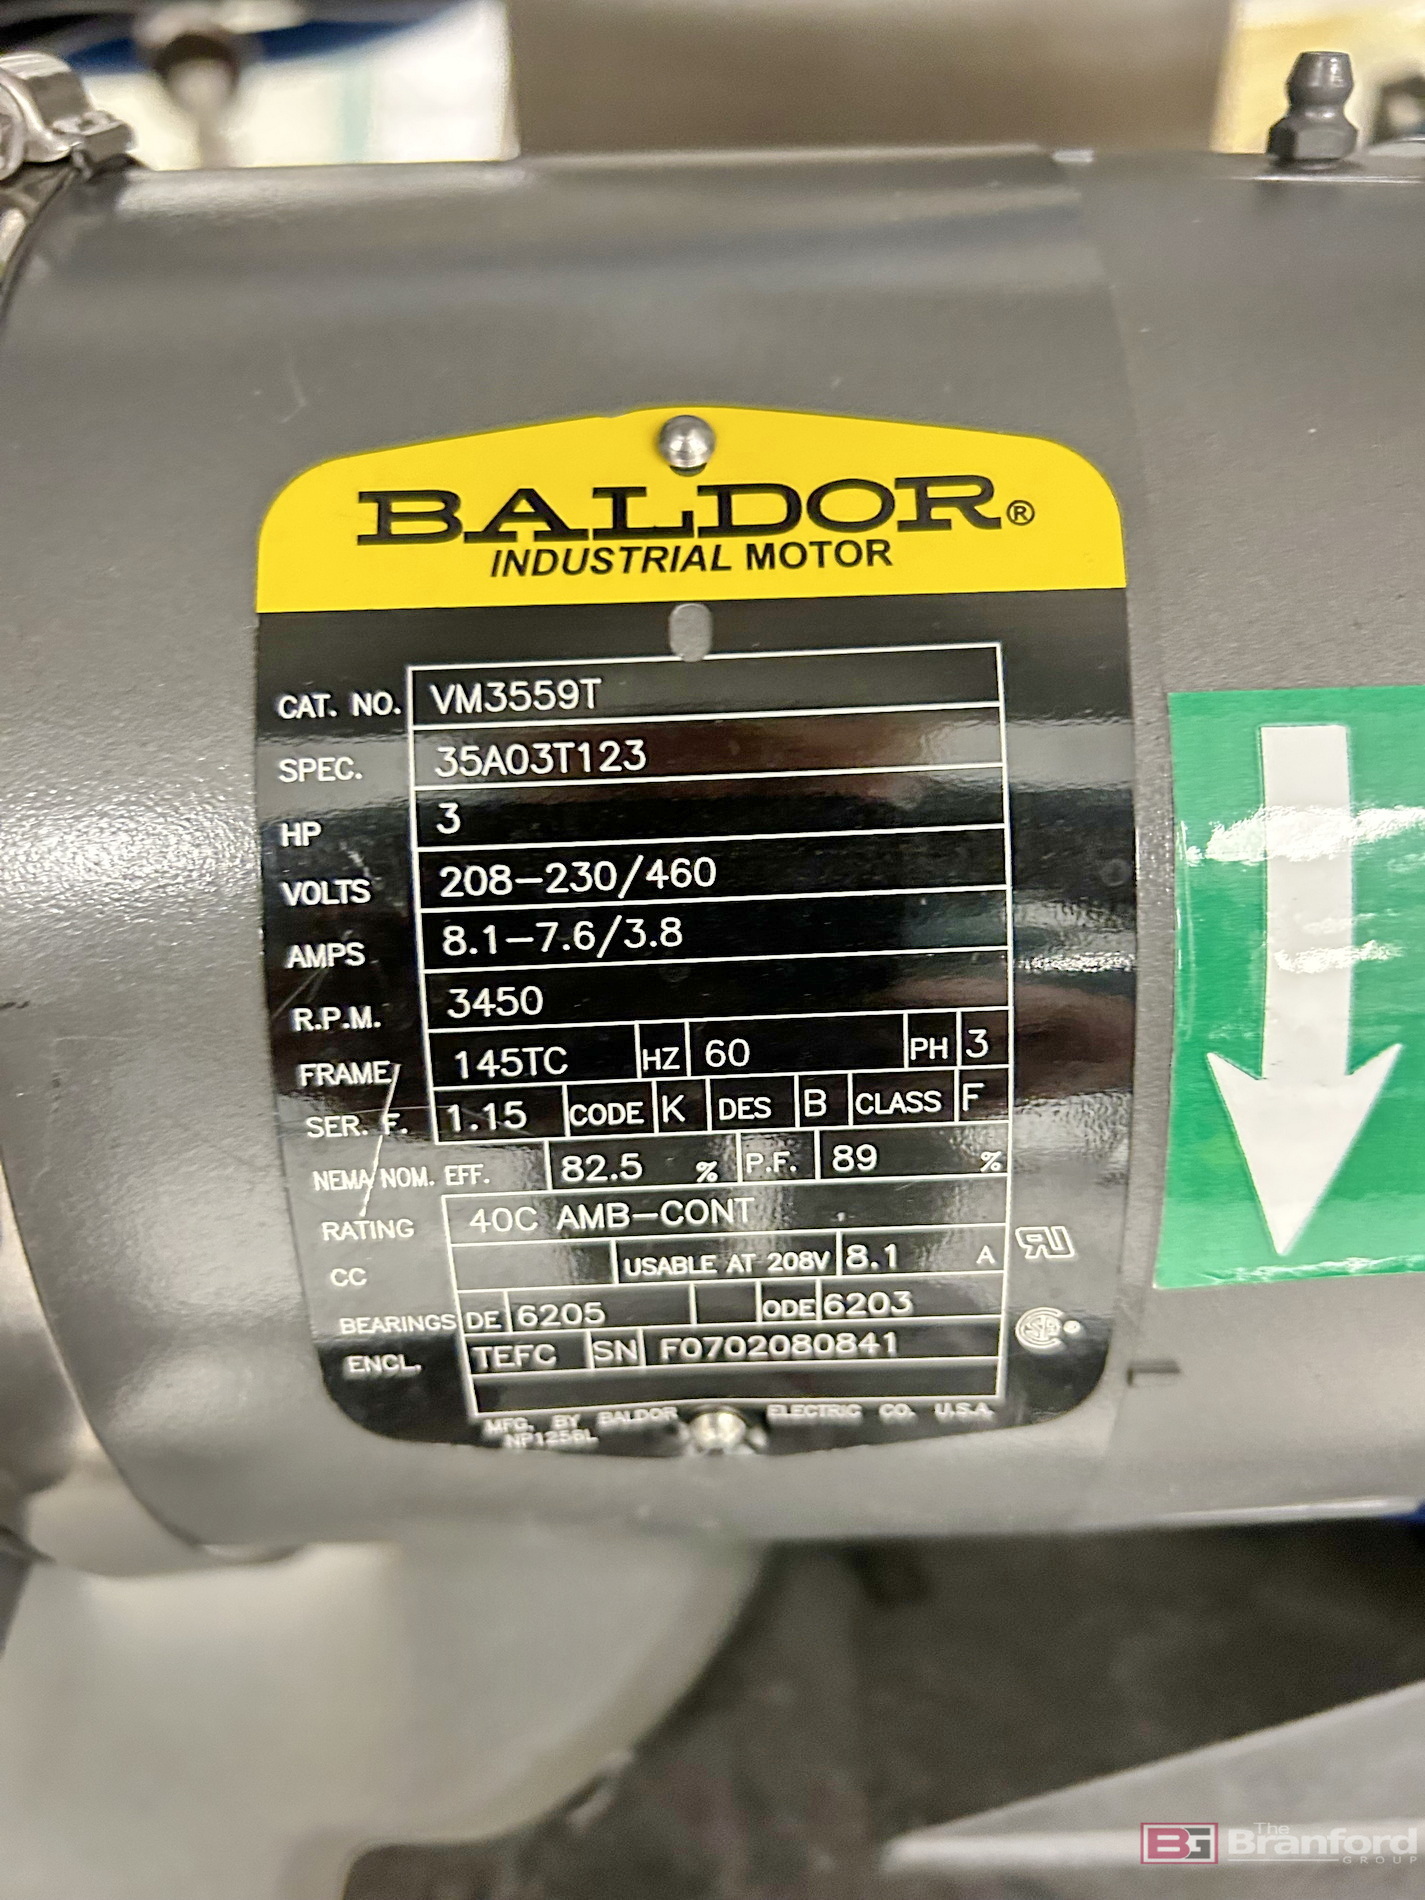 BALDOR®
INDUSTRIAL MOTOR
CAT. NO. VM3559T
SPEC. 35A03T123
HP 3
VOLTS 208-230/460
AMPS 8.1-7.6/3.8
R.P.M. 3450
FRAME 145TC HZ 60 PH 3
SER. F. 1.15 CODE K DES B CLASS F
NEMA NOM. EFF. 82.5 % P.F. 89 %
RATING 40C AMB-CONT
CC USABLE AT 208V 8.1 A
BEARINGS DE 6205 ODE 6203
ENCL. TEFC SN F0702080841
MFG. BY BALDOR ELECTRIC CO. U.S.A.
NP1256L
BG The Branford GROUP